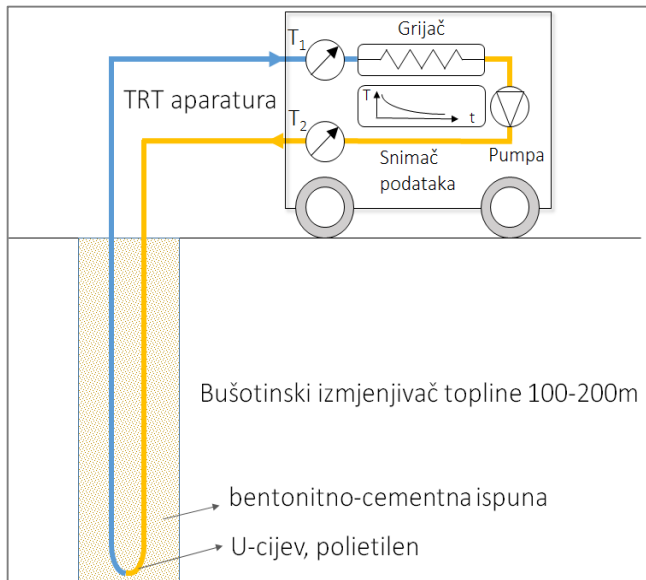 Grijač
T1
TRT aparatura
T
t
T2
Snimač
podataka
Pumpa
Bušotinski izmjenjivač topline 100-200m
bentonitno-cementna ispuna
U-cijev, polietilen